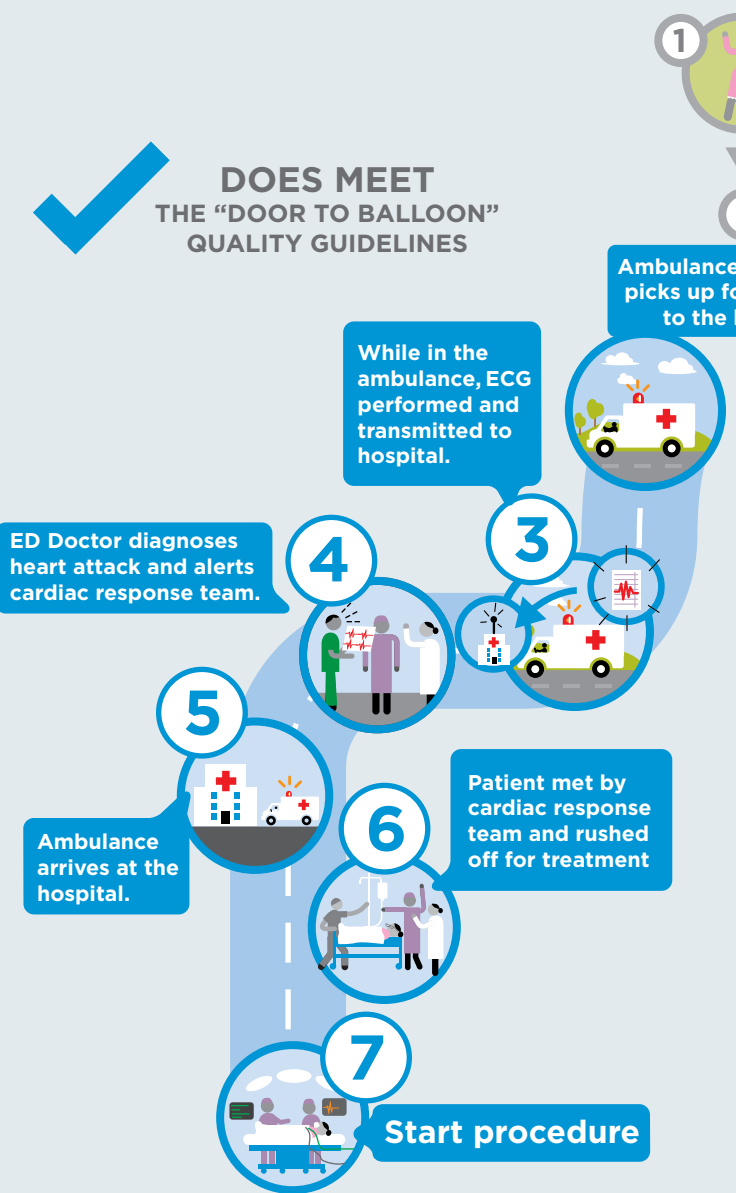 1
DOES MEET
THE “DOOR TO BALLOON”
QUALITY GUIDELINES
Ambulance
picks up
to the
While in the
ambulance, ECG
performed and
transmitted to
hospital.
3
ED Doctor diagnoses
heart attack and alerts
cardiac response team.
4
5
Ambulance
arrives at the
hospital.
6
Patient met by
cardiac response
team and rushed
off for treatment
7
Start procedure